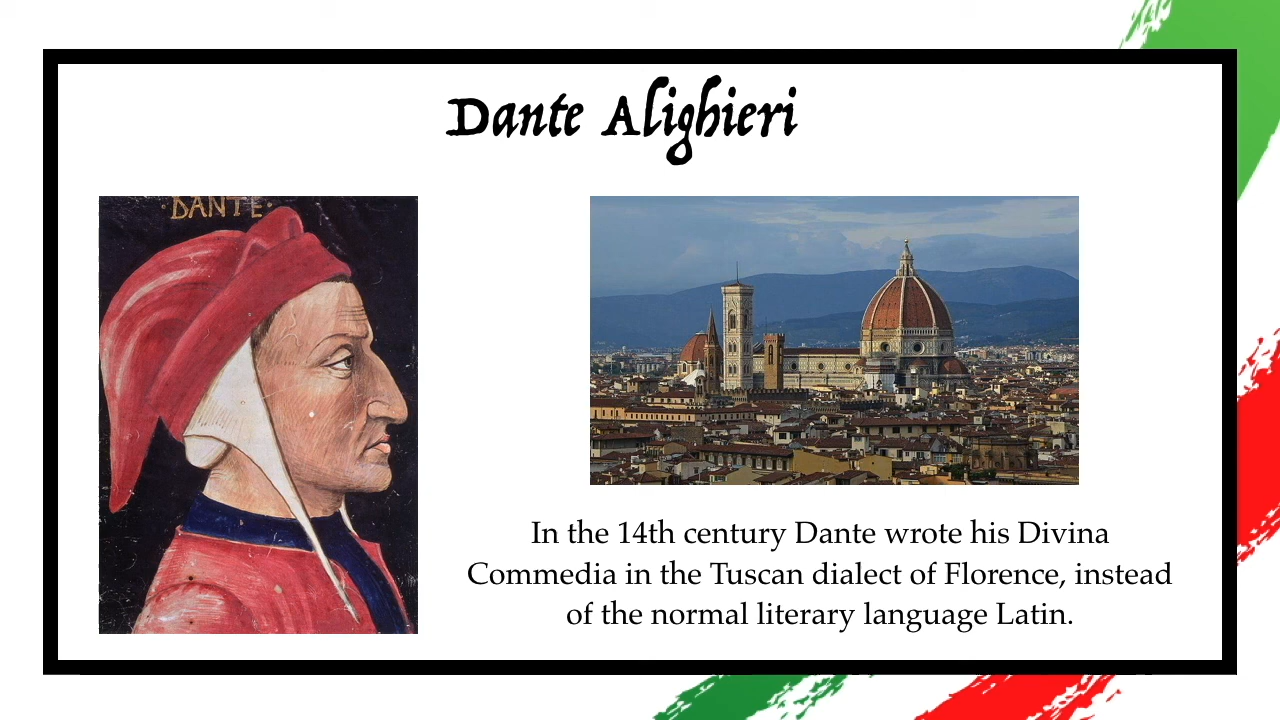 Dante Alighieri
·DANTE·
In the 14th century Dante wrote his Divina
Commedia in the Tuscan dialect of Florence, instead
of the normal literary language Latin.